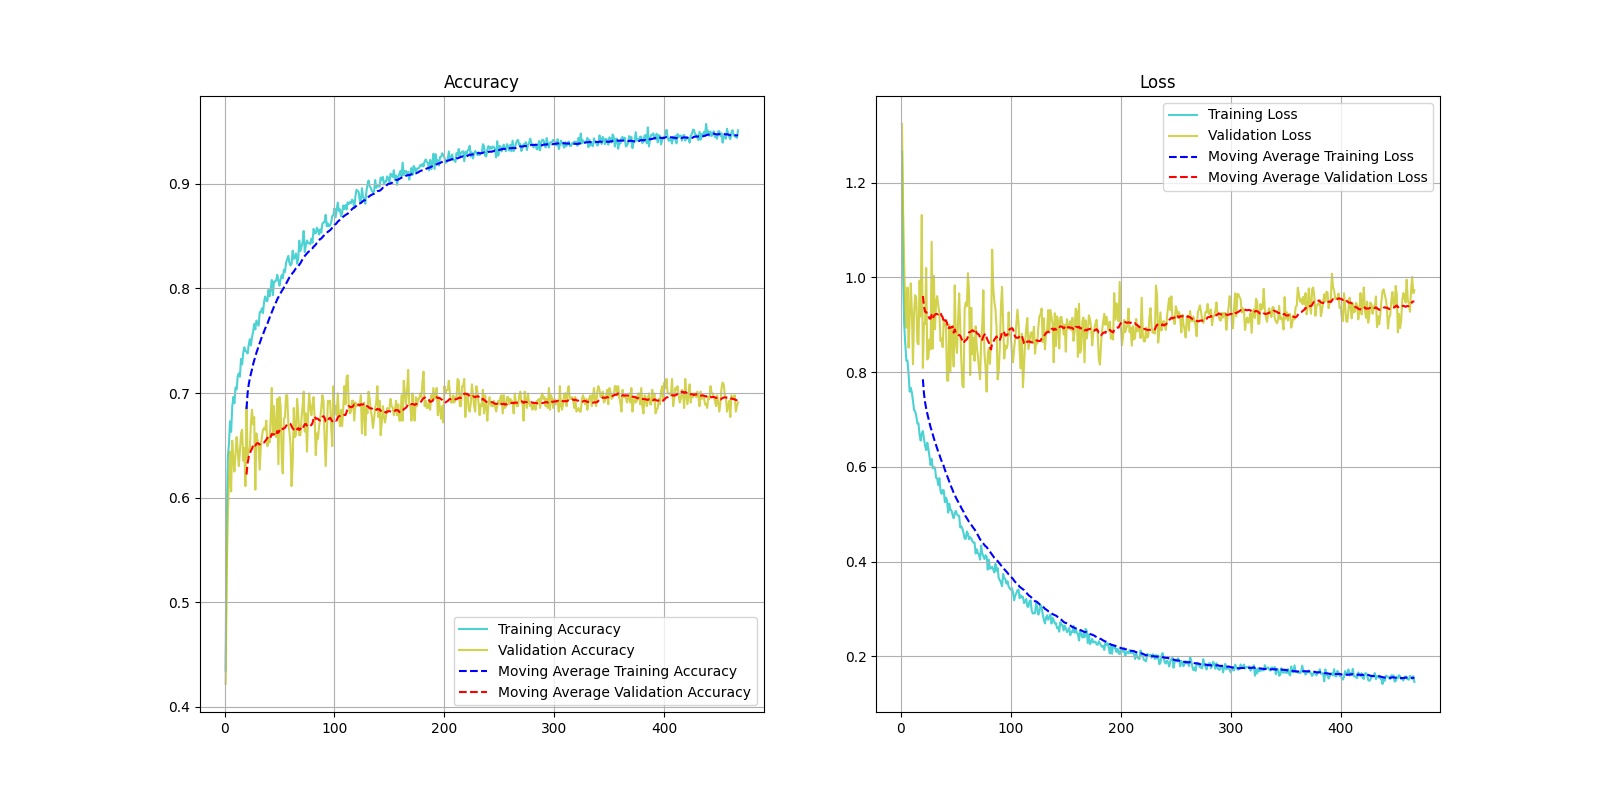 Accuracy
0.9
0.8
0.7
0.6
0.5
0.4
0
100
200
300
400
Training Accuracy
Validation Accuracy
Moving Average Training Accuracy
Moving Average Validation Accuracy
Loss
1.2
1.0
0.8
0.6
0.4
0.2
0
100
200
300
400
Training Loss
Validation Loss
Moving Average Training Loss
Moving Average Validation Loss